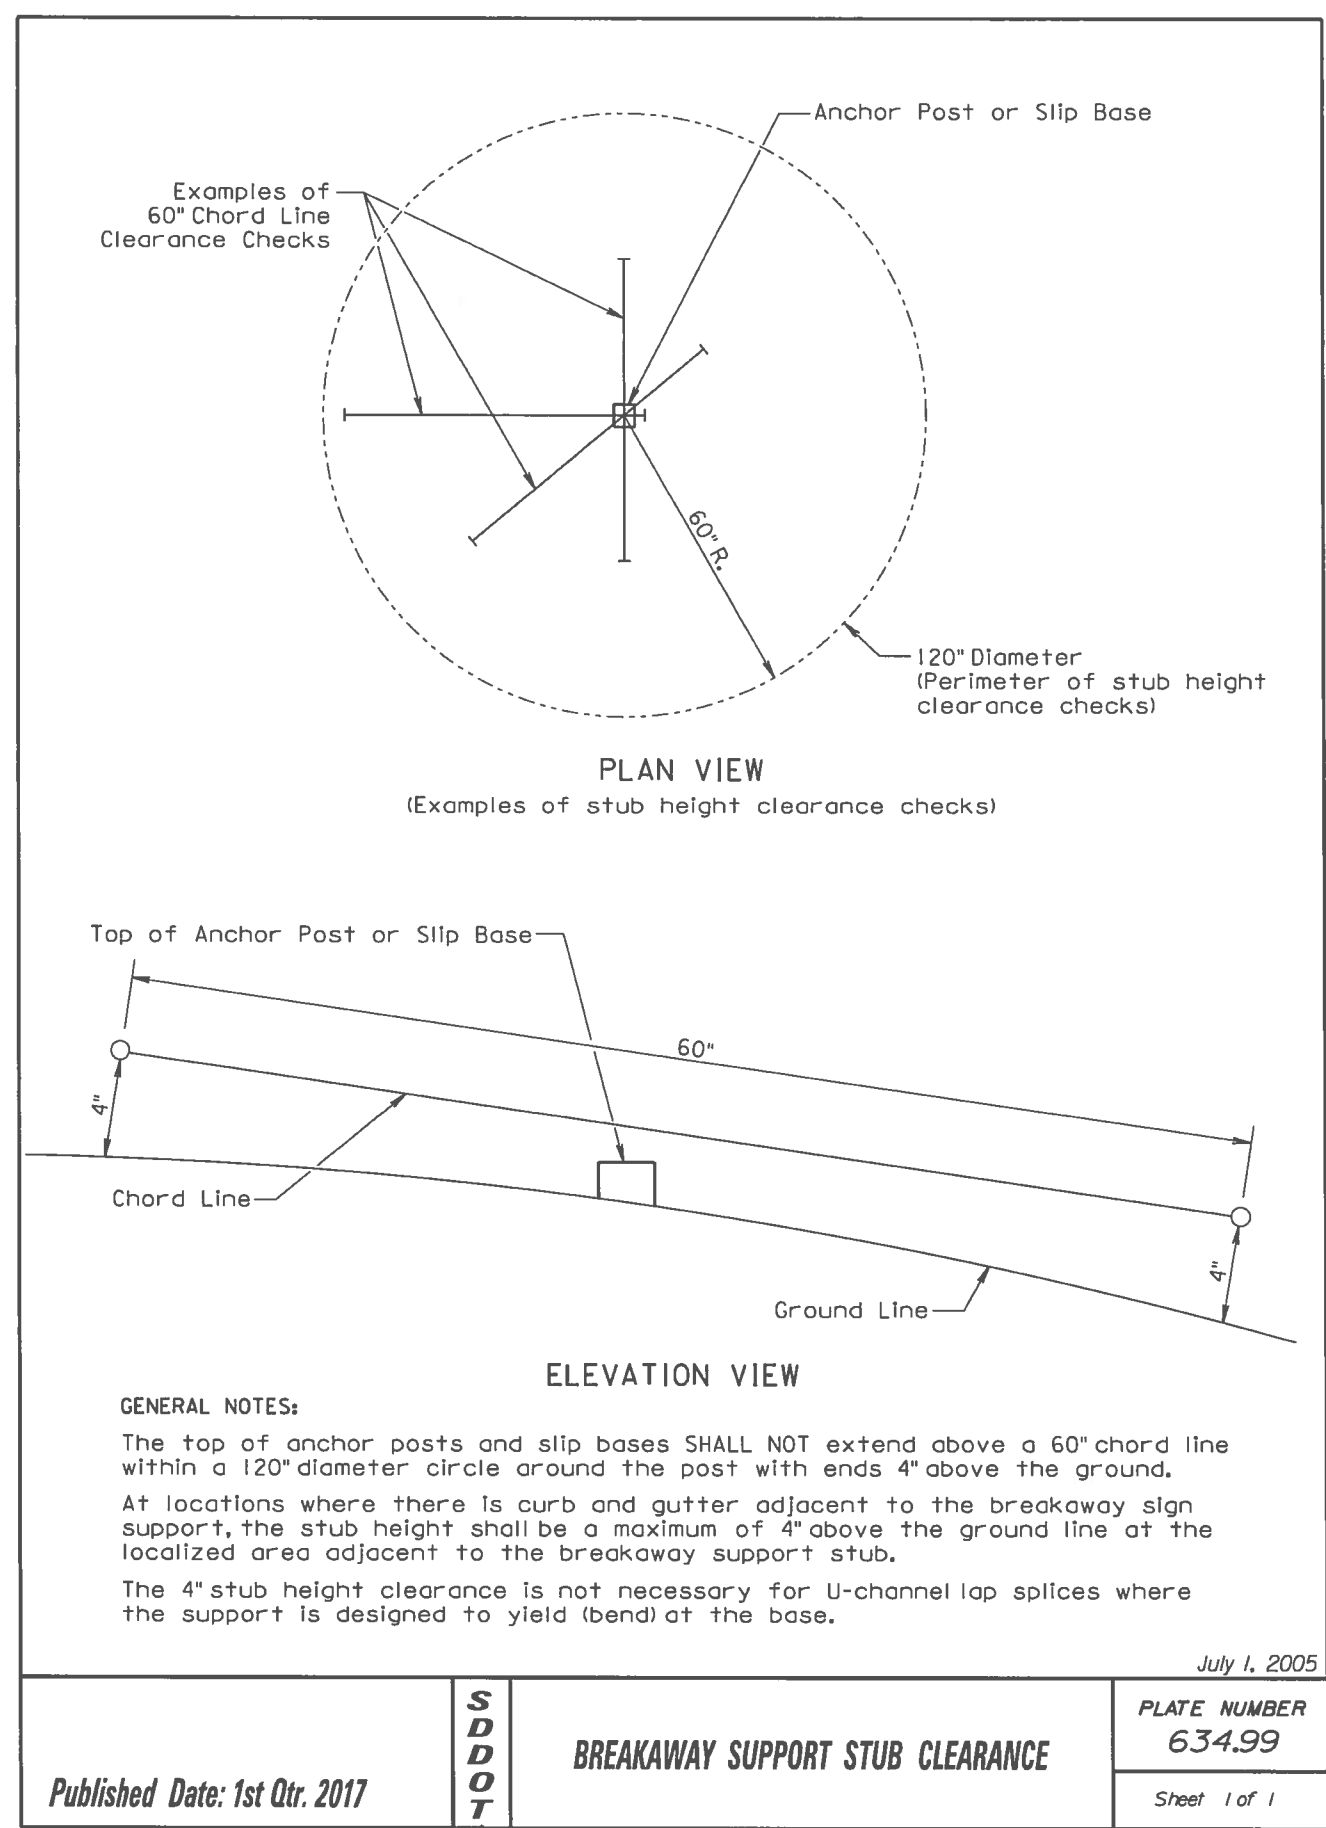 Anchor Post or Slip Base
Examples of
60" Chord Line
Clearance Checks
60" R.
120" Diameter
(Perimeter of stub height
clearance checks)
PLAN VIEW
(Examples of stub height clearance checks)
Top of Anchor Post or Slip Base
60"
4"
Chord Line
4"
Ground Line
ELEVATION VIEW
GENERAL NOTES:
The top of anchor posts and slip bases SHALL NOT extend above a 60" chord line
within a 120" diameter circle around the post with ends 4" above the ground.
At locations where there is curb and gutter adjacent to the breakaway sign
support, the stub height shall be a maximum of 4" above the ground line at the
localized area adjacent to the breakaway support stub.
The 4" stub height clearance is not necessary for U-channel lap splices where
the support is designed to yield (bend) at the base.
July 1, 2005
Published Date: 1st Qtr. 2017
SDDOT
BREAKAWAY SUPPORT STUB CLEARANCE
PLATE NUMBER
634.99
Sheet 1 of 1